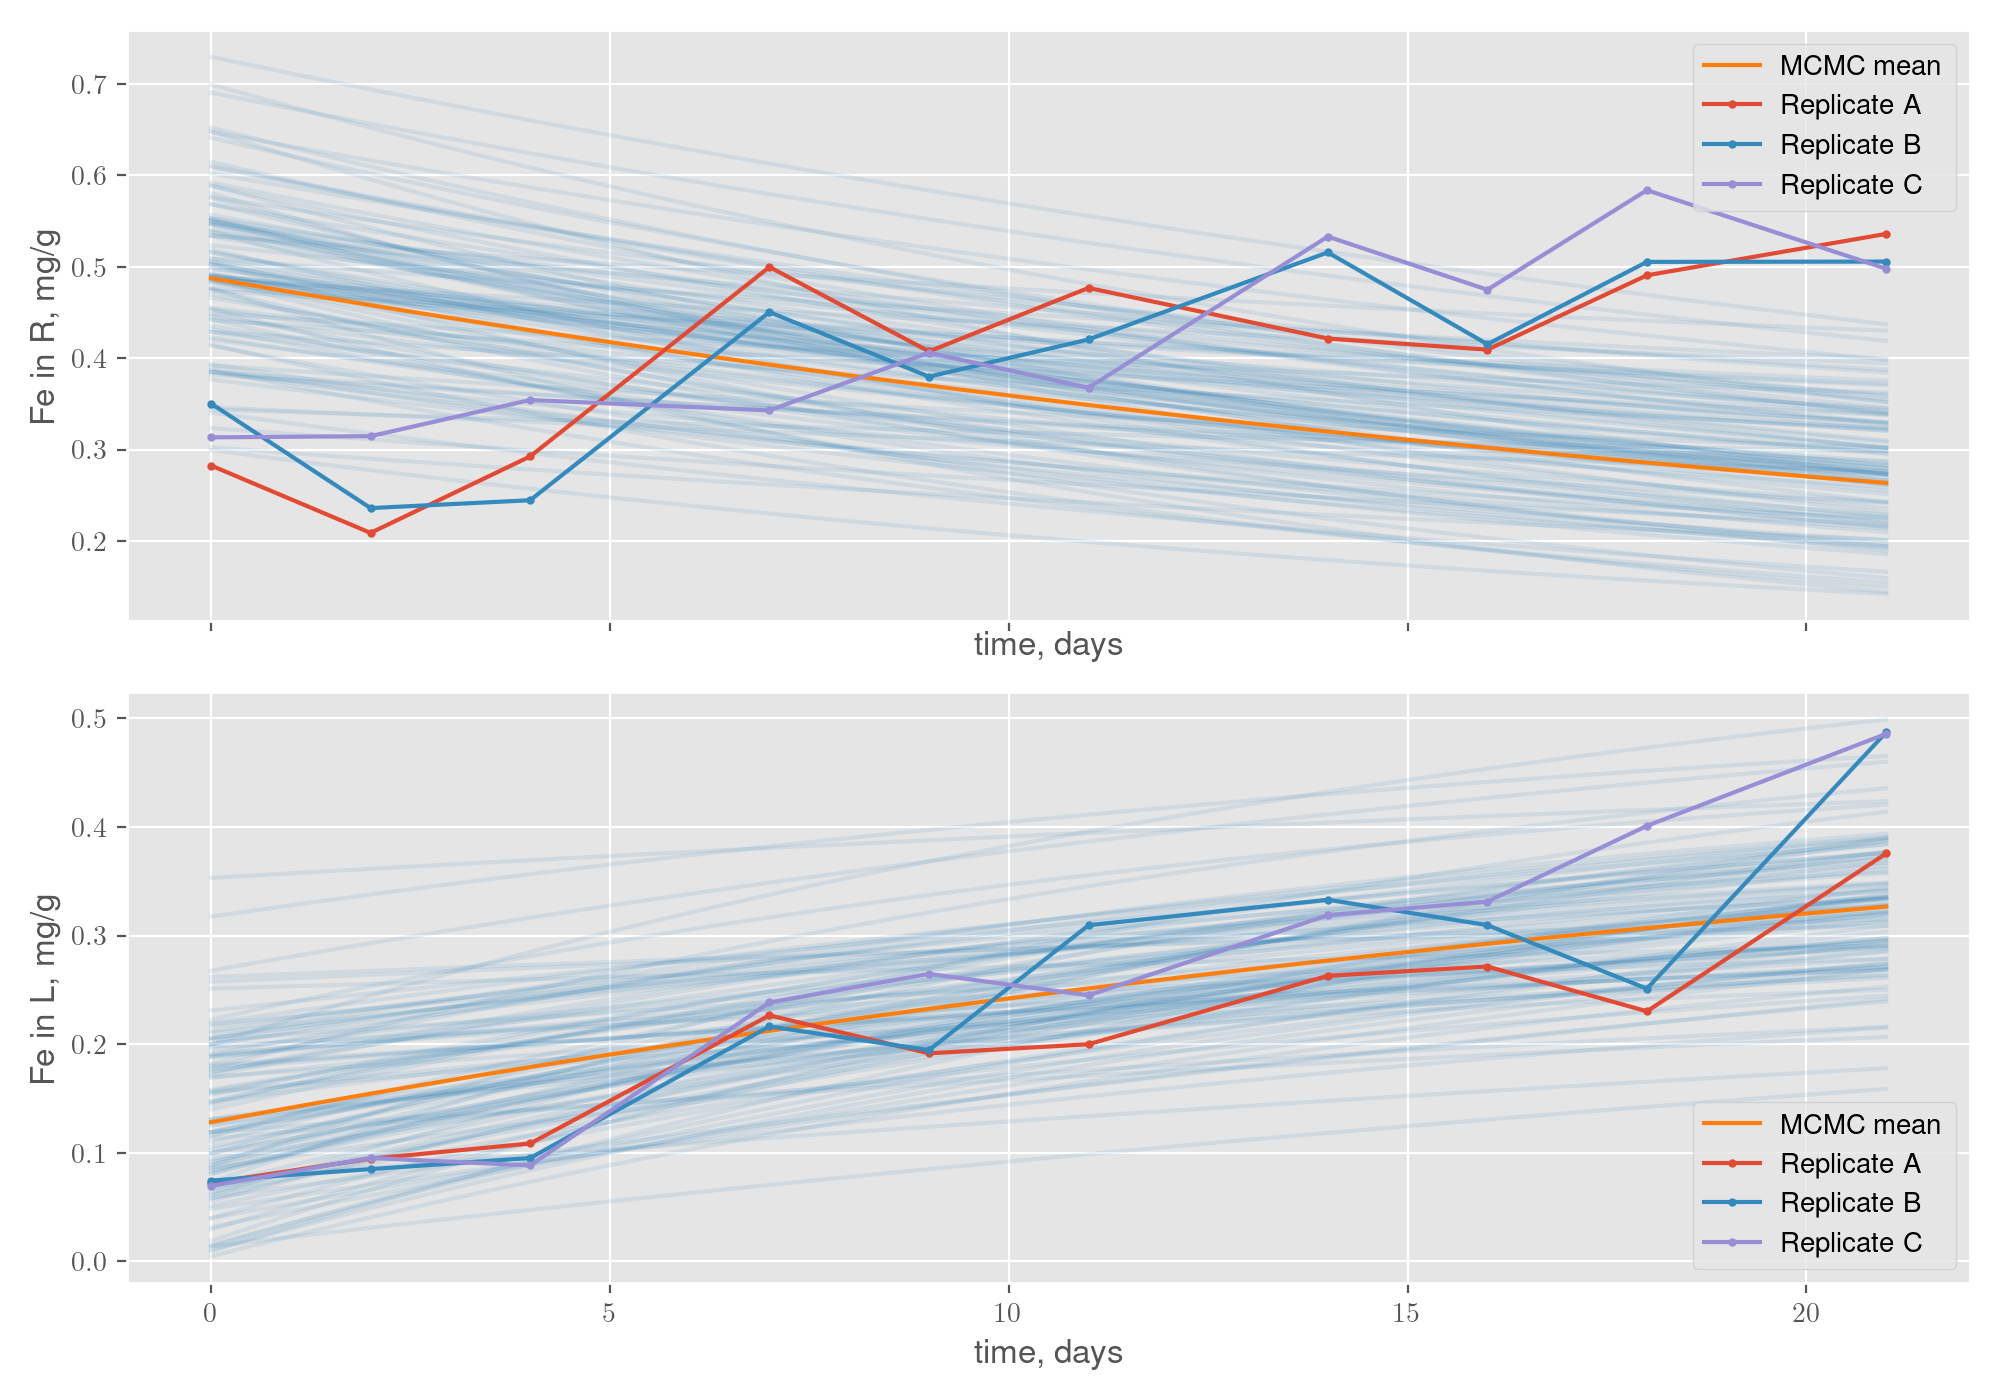 0.7
0.6
0.5
0.4
0.3
0.2
Fe in R, mg/g
MCMC mean
Replicate A
Replicate B
Replicate C
time, days
0.5
0.4
0.3
0.2
0.1
0.0
Fe in L, mg/g
MCMC mean
Replicate A
Replicate B
Replicate C
0 5 10 15 20
time, days